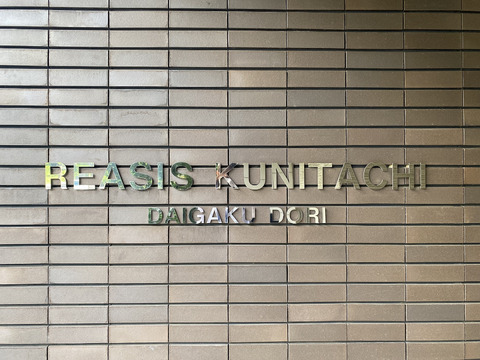 REASIS KUNITACHI
DAIGAKU DORI